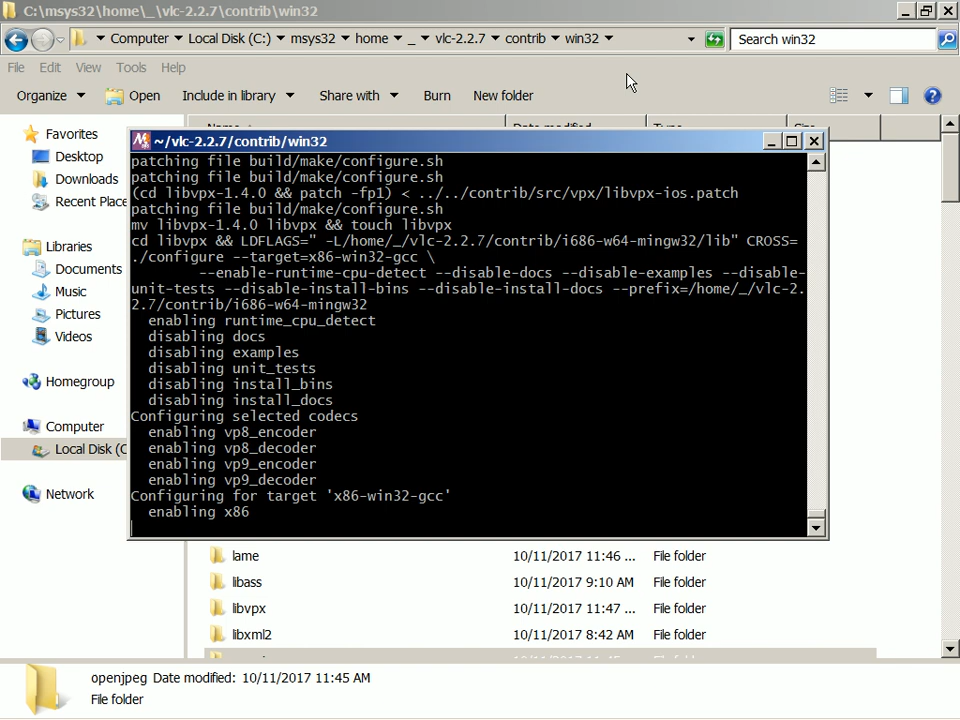 C:\msys32\home\_\vlc-2.2.7\contrib\win32
Computer Local Disk (C:) msys32 home _ vlc-2.2.7 contrib win32
Search win32
File Edit View Tools Help
Organize Open Include in library Share with Burn New folder
Favorites
Desktop
Downloads
Recent Place
Libraries
Documents
Music
Pictures
Videos
Homegroup
Computer
Local Disk (C
Network
Name Date modified Type Size
~/vlc-2.2.7/contrib/win32
patching file build/make/configure.sh
patching file build/make/configure.sh
(cd libvpx-1.4.0 && patch -fp1) < ../../contrib/src/vpx/libvpx-ios.patch
patching file build/make/configure.sh
mv libvpx-1.4.0 libvpx && touch libvpx
cd libvpx && LDFLAGS=" -L/home/_/vlc-2.2.7/contrib/i686-w64-mingw32/lib" CROSS=
./configure --target=x86-win32-gcc \
--enable-runtime-cpu-detect --disable-docs --disable-examples --disable-
unit-tests --disable-install-bins --disable-install-docs --prefix=/home/_/vlc-2.
2.7/contrib/i686-w64-mingw32
enabling runtime_cpu_detect
disabling docs
disabling examples
disabling unit_tests
disabling install_bins
disabling install_docs
Configuring selected codecs
enabling vp8_encoder
enabling vp8_decoder
enabling vp9_encoder
enabling vp9_decoder
Configuring for target 'x86-win32-gcc'
enabling x86
lame 10/11/2017 11:46 ... File folder
libass 10/11/2017 9:10 AM File folder
libvpx 10/11/2017 11:47 ... File folder
libxml2 10/11/2017 8:42 AM File folder
openjpeg Date modified: 10/11/2017 11:45 AM
File folder